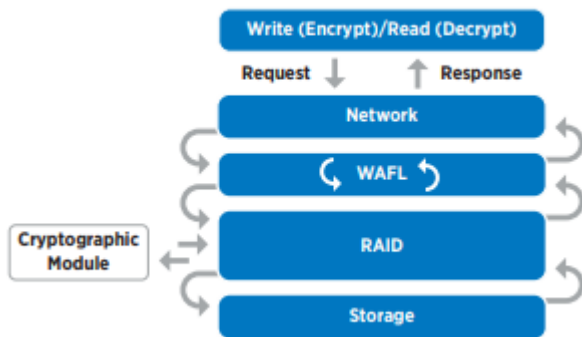 Write (Encrypt)/Read (Decrypt)
Request
Response
Network
WAFL
RAID
Cryptographic
Module
Storage